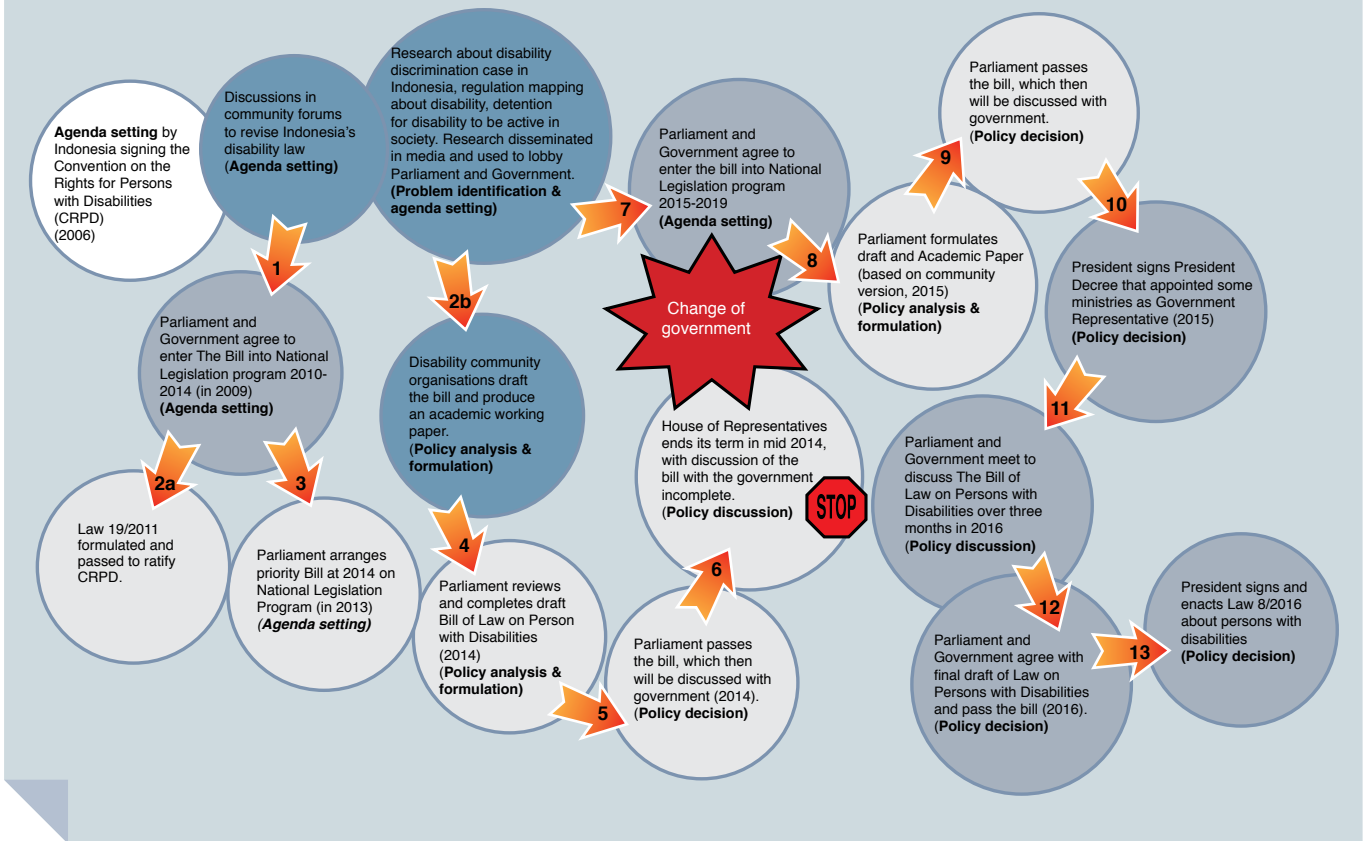 Agenda setting by
Indonesia signing the
Convention on the
Rights for Persons
with Disabilities
(CRPD)
(2006)
Discussions in
community forums
to revise Indonesia's
disability law
(Agenda setting)
1
Parliament and
Government agree to
enter The Bill into National
Legislation program 2010-
2014 (in 2009)
(Agenda setting)
2a
Law 19/2011
formulated and
passed to ratify
CRPD.
3
Parliament arranges
priority Bill at 2014 on
National Legislation
Program (in 2013)
(Agenda setting)
Research about disability
discrimination case in
Indonesia, regulation mapping
about disability, detention
for disability to be active in
society. Research disseminated
in media and used to lobby
Parliament and Government.
(Problem identification &
agenda setting)
2b
Disability community
organisations draft
the bill and produce
an academic working
paper.
(Policy analysis &
formulation)
4
Parliament reviews
and completes draft
Bill of Law on Person
with Disabilities
(2014)
(Policy analysis &
formulation)
5
Parliament passes
the bill, which then
will be discussed with
government (2014).
(Policy decision)
6
House of Representatives
ends its term in mid 2014,
with discussion of the
bill with the government
incomplete.
(Policy discussion)
STOP
Change of
government
7
Parliament and
Government agree to
enter the bill into National
Legislation program
2015-2019
(Agenda setting)
8
Parliament formulates
draft and Academic Paper
(based on community
version, 2015)
(Policy analysis &
formulation)
9
Parliament passes
the bill, which then
will be discussed with
government.
(Policy decision)
10
President signs President
Decree that appointed some
ministries as Government
Representative (2015)
(Policy decision)
11
Parliament and
Government meet to
discuss The Bill of
Law on Persons with
Disabilities over three
months in 2016
(Policy discussion)
12
Parliament and
Government agree with
final draft of Law on
Persons with Disabilities
and pass the bill (2016).
(Policy decision)
13
President signs and
enacts Law 8/2016
about persons with
disabilities
(Policy decision)